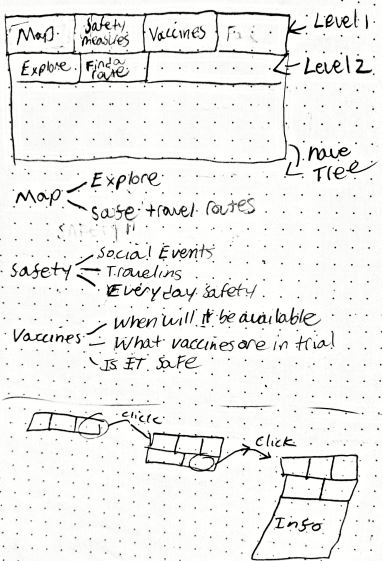 Map
Safety measures
Vaccines
Level 1
Explore
Find a route
Level 2
nave Tree
Map
Explore
Safe travel routes
Safety
Social Events
Traveling
Everyday Safety
Vaccines
When will it be available
What vaccines are in trial
Is IT Safe
click
click
Info